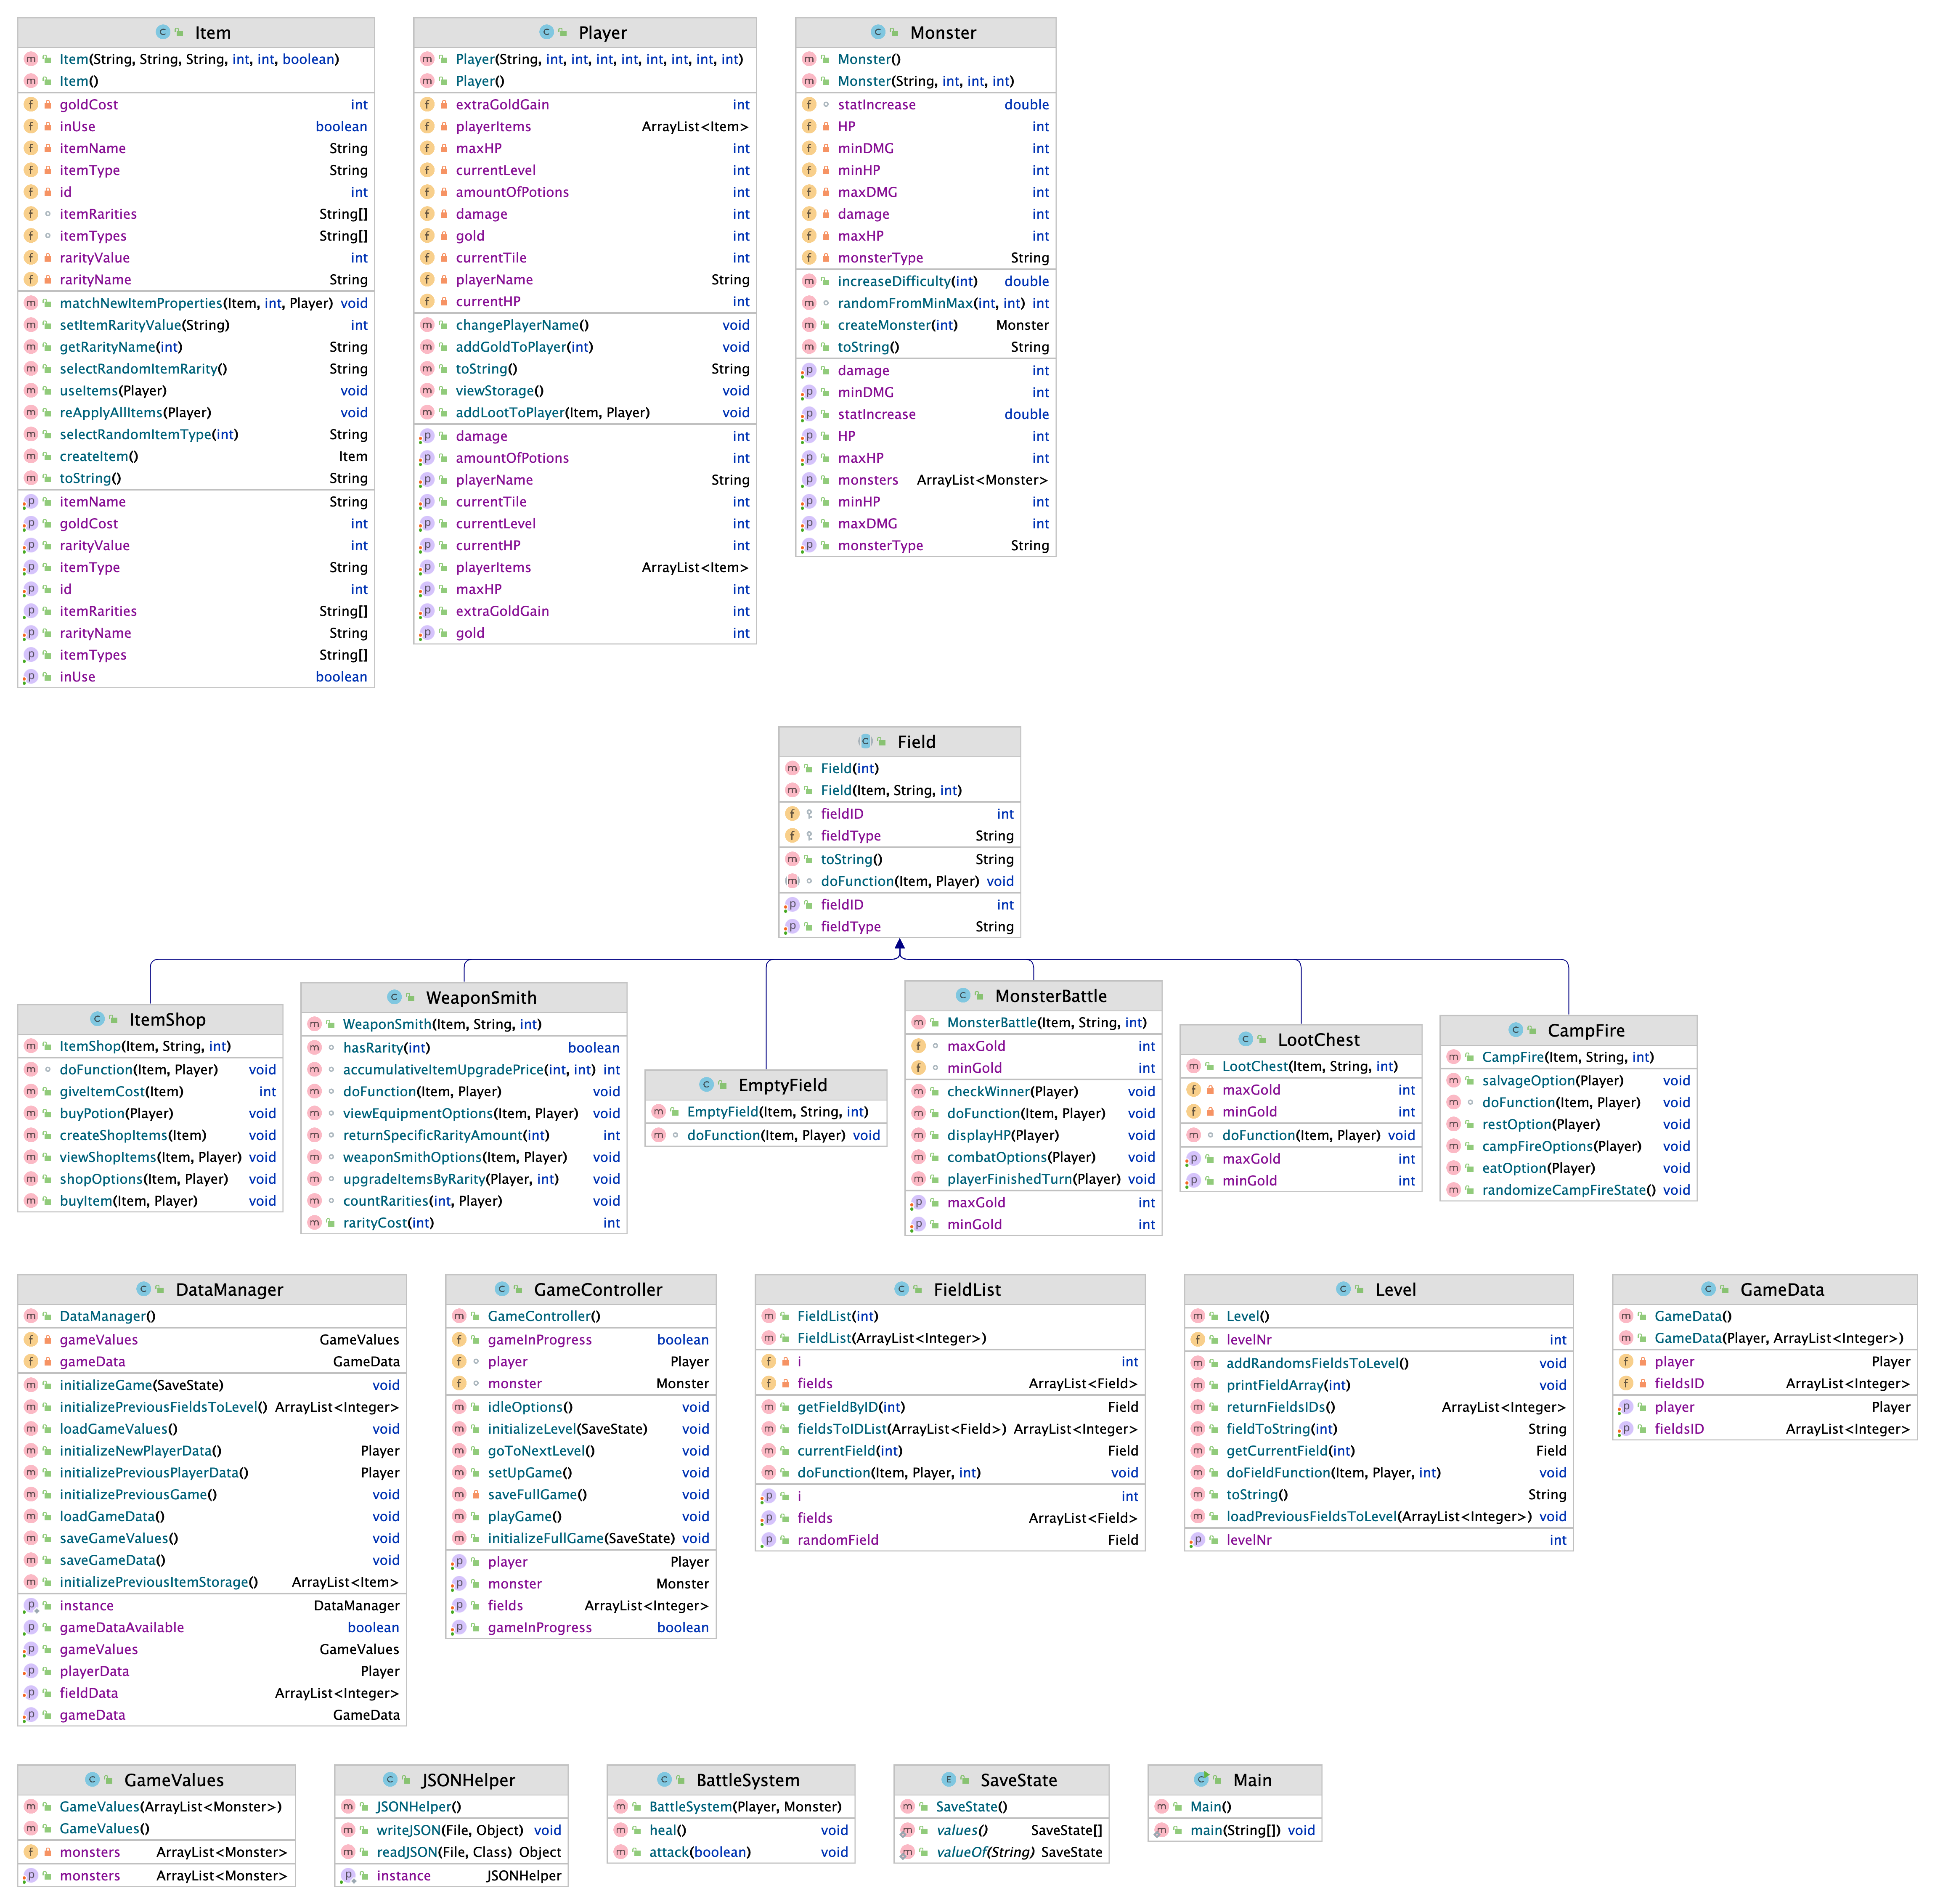 Item
Item(String, String, String, int, int, boolean)
Item()
goldCost int
inUse boolean
itemName String
itemType String
id int
itemRarities String[]
itemTypes String[]
rarityValue int
rarityName String
matchNewItemProperties(Item, int, Player) void
setItemRarityValue(String) int
getRarityName(int) String
selectRandomItemRarity() String
useItems(Player) void
reApplyAllItems(Player) void
selectRandomItemType(int) String
createItem() Item
toString() String
itemName String
goldCost int
rarityValue int
itemType String
id int
itemRarities String[]
rarityName String
itemTypes String[]
inUse boolean
Player
Player(String, int, int, int, int, int, int, int, int)
Player()
extraGoldGain int
playerItems ArrayList<Item>
maxHP int
currentLevel int
amountOfPotions int
damage int
gold int
currentTile int
playerName String
currentHP int
changePlayerName() void
addGoldToPlayer(int) void
toString() String
viewStorage() void
addLootToPlayer(Item, Player) void
damage int
amountOfPotions int
playerName String
currentTile int
currentLevel int
currentHP int
playerItems ArrayList<Item>
maxHP int
extraGoldGain int
gold int
Monster
Monster()
Monster(String, int, int, int)
statIncrease double
HP int
minDMG int
minHP int
maxDMG int
damage int
maxHP int
monsterType String
increaseDifficulty(int) double
randomFromMinMax(int, int) int
createMonster(int) Monster
toString() String
damage int
minDMG int
statIncrease double
HP int
maxHP int
monsters ArrayList<Monster>
minHP int
maxDMG int
monsterType String
Field
Field(int)
Field(Item, String, int)
fieldID int
fieldType String
toString() String
doFunction(Item, Player) void
fieldID int
fieldType String
ItemShop
ItemShop(Item, String, int)
doFunction(Item, Player) void
giveItemCost(Item) int
buyPotion(Player) void
createShopItems(Item) void
viewShopItems(Item, Player) void
shopOptions(Item, Player) void
buyItem(Item, Player) void
WeaponSmith
WeaponSmith(Item, String, int)
hasRarity(int) boolean
accumulativeItemUpgradePrice(int, int) int
doFunction(Item, Player) void
viewEquipmentOptions(Item, Player) void
returnSpecificRarityAmount(int) int
weaponSmithOptions(Item, Player) void
upgradeItemsByRarity(Player, int) void
countRarities(int, Player) void
rarityCost(int) int
EmptyField
EmptyField(Item, String, int)
doFunction(Item, Player) void
MonsterBattle
MonsterBattle(Item, String, int)
maxGold int
minGold int
checkWinner(Player) void
doFunction(Item, Player) void
displayHP(Player) void
combatOptions(Player) void
playerFinishedTurn(Player) void
maxGold int
minGold int
LootChest
LootChest(Item, String, int)
maxGold int
minGold int
doFunction(Item, Player) void
maxGold int
minGold int
CampFire
CampFire(Item, String, int)
salvageOption(Player) void
doFunction(Item, Player) void
restOption(Player) void
campFireOptions(Player) void
eatOption(Player) void
randomizeCampFireState() void
DataManager
DataManager()
gameValues GameValues
gameData GameData
initializeGame(SaveState) void
initializePreviousFieldsToLevel() ArrayList<Integer>
loadGameValues() void
initializeNewPlayerData() Player
initializePreviousPlayerData() Player
initializePreviousGame() void
loadGameData() void
saveGameValues() void
saveGameData() void
initializePreviousItemStorage() ArrayList<Item>
instance DataManager
gameDataAvailable boolean
gameValues GameValues
playerData Player
fieldData ArrayList<Integer>
gameData GameData
GameController
GameController()
gameInProgress boolean
player Player
monster Monster
idleOptions() void
initializeLevel(SaveState) void
goToNextLevel() void
setUpGame() void
saveFullGame() void
playGame() void
initializeFullGame(SaveState) void
player Player
monster Monster
fields ArrayList<Integer>
gameInProgress boolean
FieldList
FieldList(int)
FieldList(ArrayList<Integer>)
i int
fields ArrayList<Field>
getFieldByID(int) Field
fieldsToIDList(ArrayList<Field>) ArrayList<Integer>
currentField(int) Field
doFunction(Item, Player, int) void
i int
fields ArrayList<Field>
randomField Field
Level
Level()
levelNr int
addRandomsFieldsToLevel() void
printFieldArray(int) void
returnFieldsIDs() ArrayList<Integer>
fieldToString(int) String
getCurrentField(int) Field
doFieldFunction(Item, Player, int) void
toString() String
loadPreviousFieldsToLevel(ArrayList<Integer>) void
levelNr int
GameData
GameData()
GameData(Player, ArrayList<Integer>)
player Player
fieldsID ArrayList<Integer>
player Player
fieldsID ArrayList<Integer>
GameValues
GameValues(ArrayList<Monster>)
GameValues()
monsters ArrayList<Monster>
monsters ArrayList<Monster>
JSONHelper
JSONHelper()
writeJSON(File, Object) void
readJSON(File, Class) Object
instance JSONHelper
BattleSystem
BattleSystem(Player, Monster)
heal() void
attack(boolean) void
SaveState
SaveState()
values() SaveState[]
valueOf(String) SaveState
Main
Main()
main(String[]) void